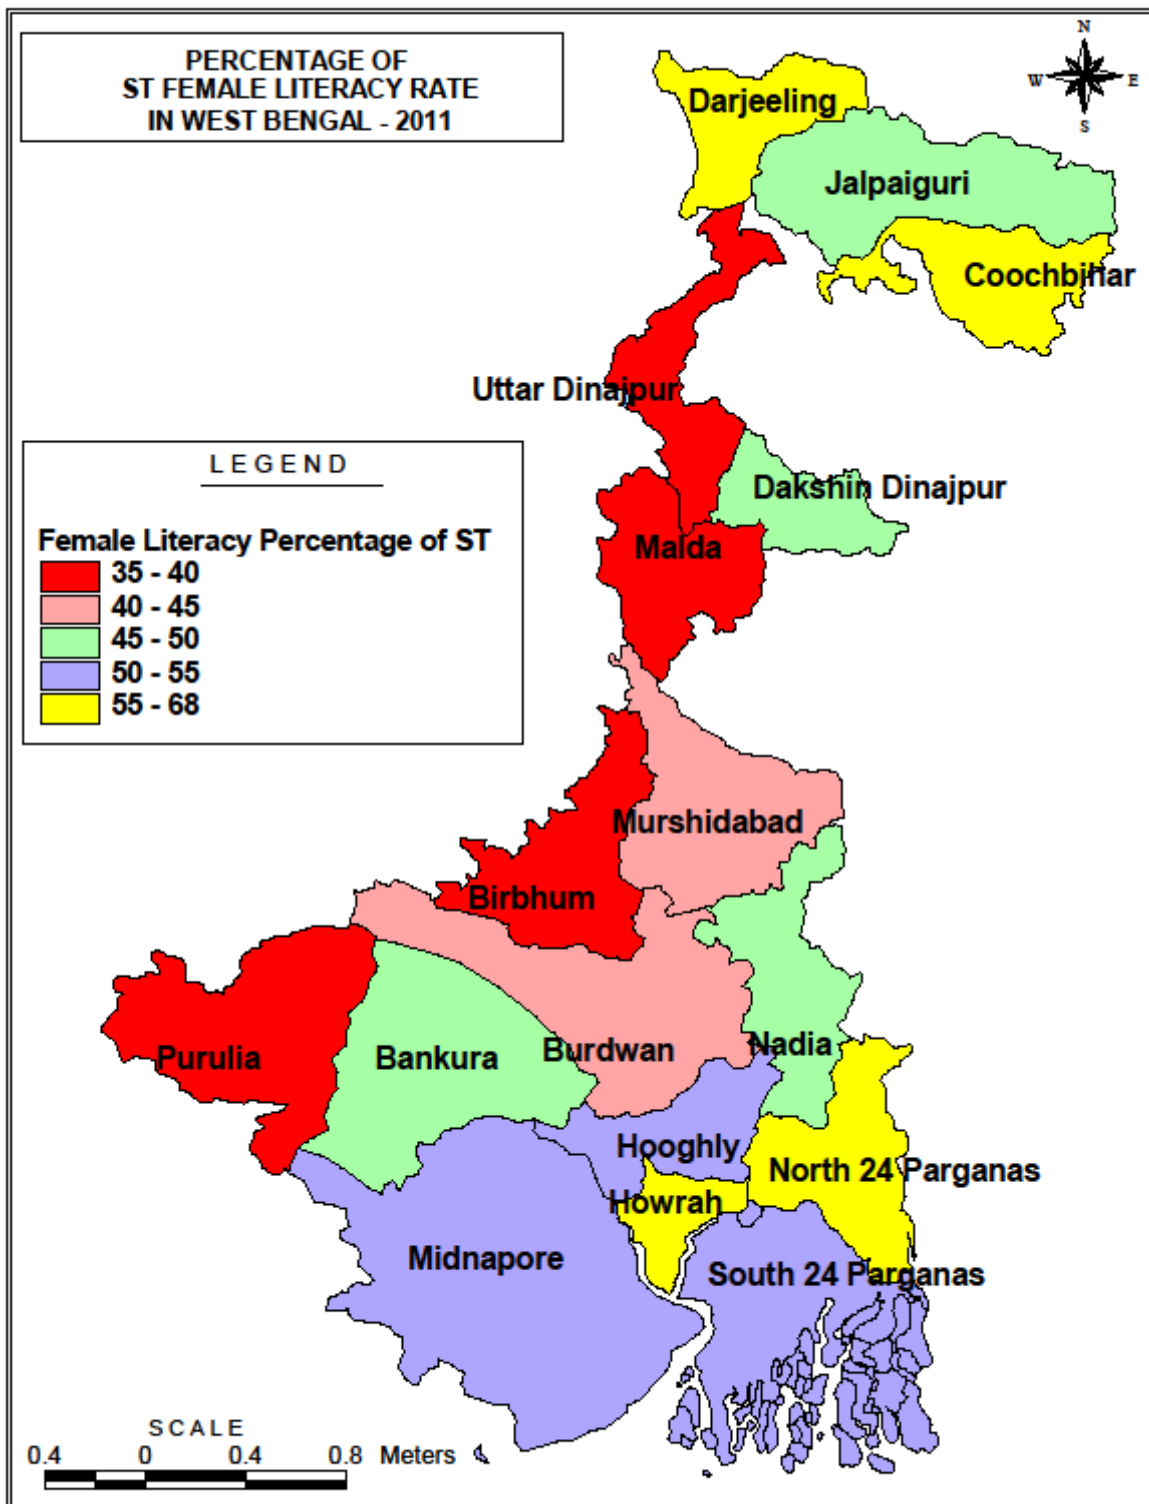 PERCENTAGE OF
ST FEMALE LITERACY RATE
IN WEST BENGAL - 2011
N
W E
S
Darjeeling
Jalpaiguri
Coochbihar
Uttar Dinajpur
LEGEND
Female Literacy Percentage of ST
35 - 40
40 - 45
45 - 50
50 - 55
55 - 68
Dakshin Dinajpur
Malda
Murshidabad
Birbhum
Purulia
Bankura
Burdwan
Nadia
Hooghly
North 24 Parganas
Howrah
Midnapore
South 24 Parganas
SCALE
0.4 0 0.4 0.8 Meters